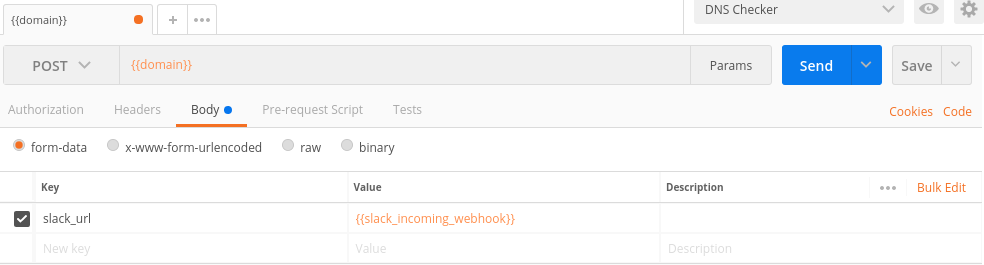 {{domain}} + ••• DNS Checker
POST {{domain}} Params Send Save
Authorization Headers Body Pre-request Script Tests Cookies Code
form-data x-www-form-urlencoded raw binary
Key Value Description ••• Bulk Edit
slack_url {{slack_incoming_webhook}}
New key Value Description